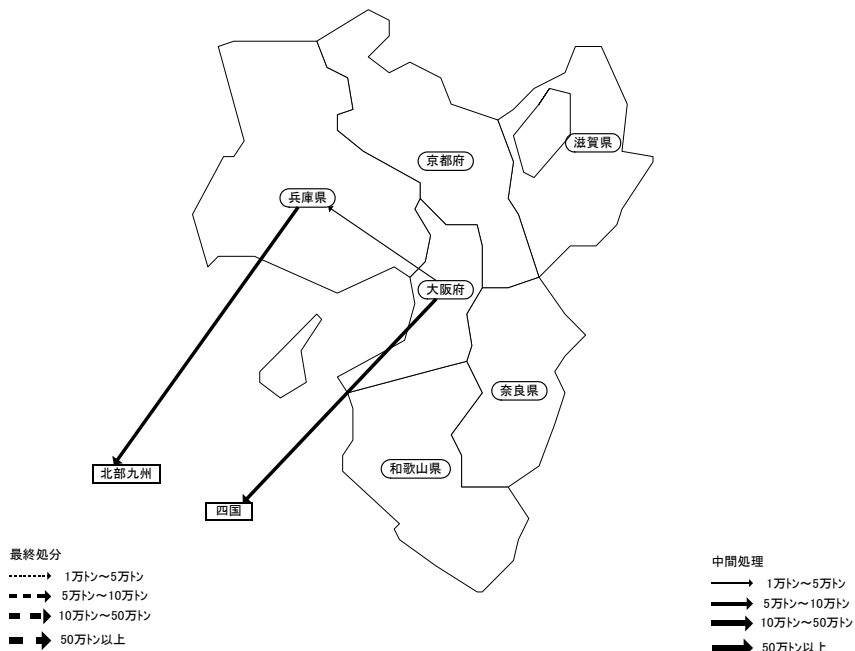 京都府
滋賀県
兵庫県
大阪府
奈良県
和歌山県
北部九州
四国
最終処分
1万トン～5万トン
5万トン～10万トン
10万トン～50万トン
50万トン以上
中間処理
1万トン～5万トン
5万トン～10万トン
10万トン～50万トン
50万トン以上